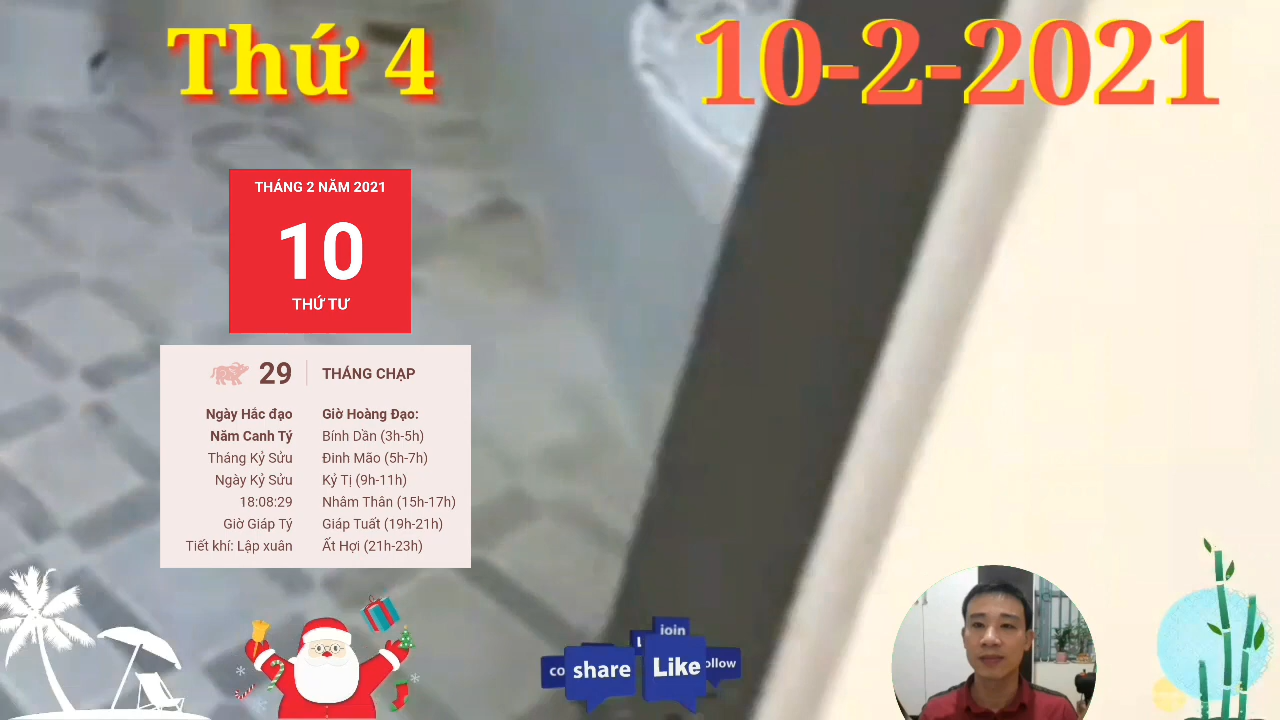 Thứ 4
10-2-2021
THÁNG 2 NĂM 2021
10
THỨ TƯ
29
THÁNG CHẠP
Ngày Hắc đạo
Năm Canh Tý
Tháng Kỷ Sửu
Ngày Kỷ Sửu
18:08:29
Giờ Giáp Tý
Tiết khí: Lập xuân
Giờ Hoàng Đạo:
Bính Dần (3h-5h)
Đinh Mão (5h-7h)
Kỷ Tị (9h-11h)
Nhâm Thân (15h-17h)
Giáp Tuất (19h-21h)
Ất Hợi (21h-23h)
join
share
Like